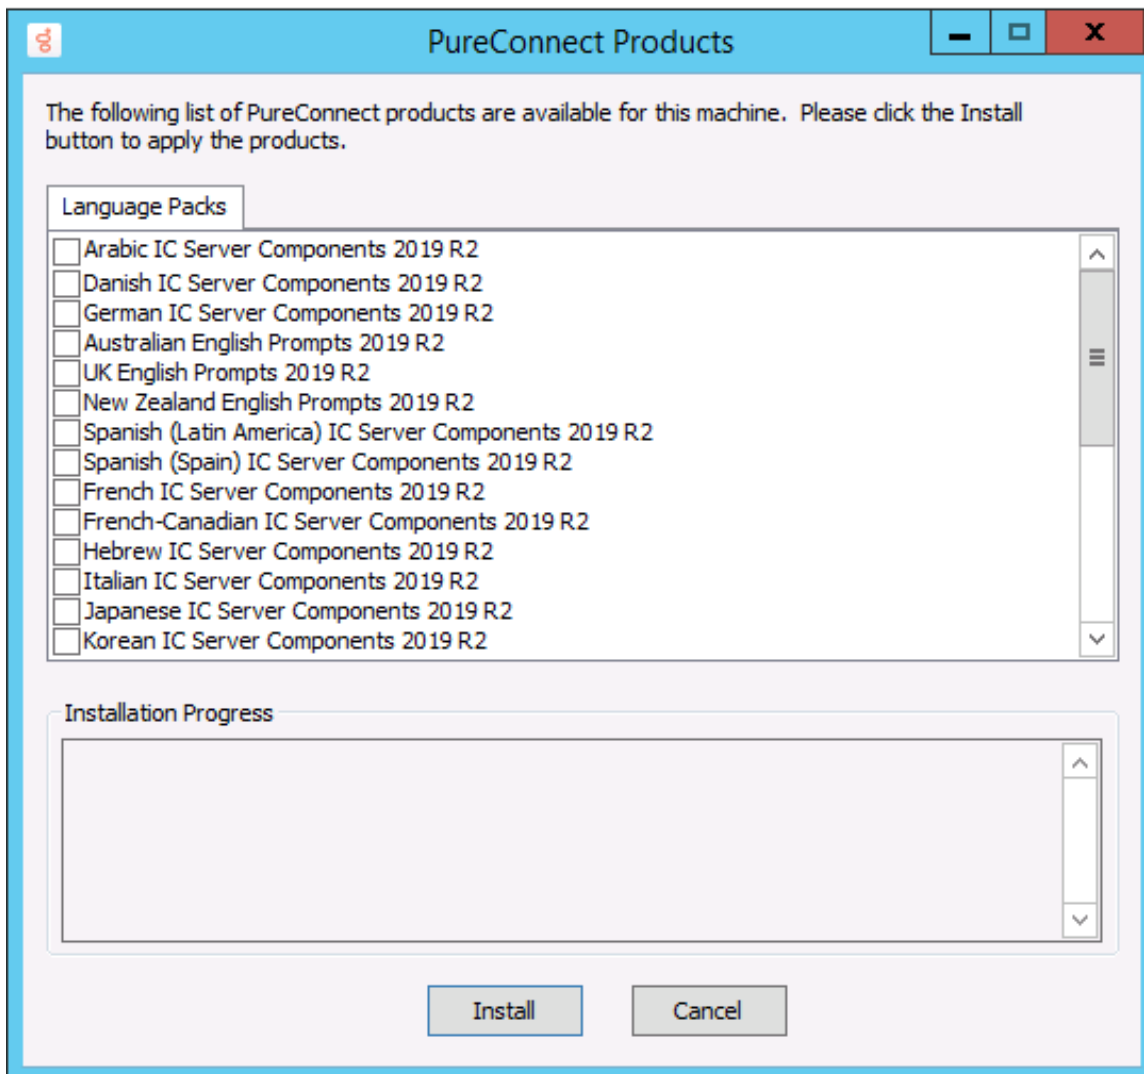 PureConnect Products
The following list of PureConnect products are available for this machine.  Please click the Install
button to apply the products.
Language Packs
Arabic IC Server Components 2019 R2
Danish IC Server Components 2019 R2
German IC Server Components 2019 R2
Australian English Prompts 2019 R2
UK English Prompts 2019 R2
New Zealand English Prompts 2019 R2
Spanish (Latin America) IC Server Components 2019 R2
Spanish (Spain) IC Server Components 2019 R2
French IC Server Components 2019 R2
French-Canadian IC Server Components 2019 R2
Hebrew IC Server Components 2019 R2
Italian IC Server Components 2019 R2
Japanese IC Server Components 2019 R2
Korean IC Server Components 2019 R2
Installation Progress
Install Cancel